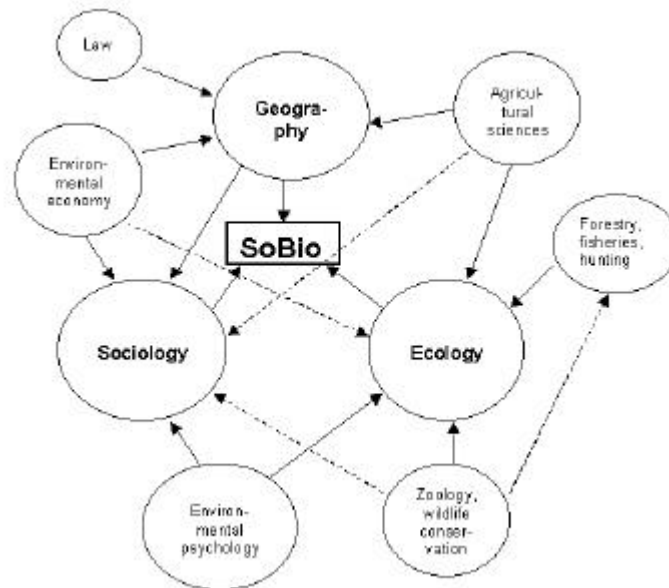 Law
Geogra-
phy
Agricul-
tural
sciences
Environ-
mental
economy
SoBio
Forestry,
fisheries,
hunting
Sociology
Ecology
Environ-
mental
psychology
Zoology,
wildlife
conser-
vation